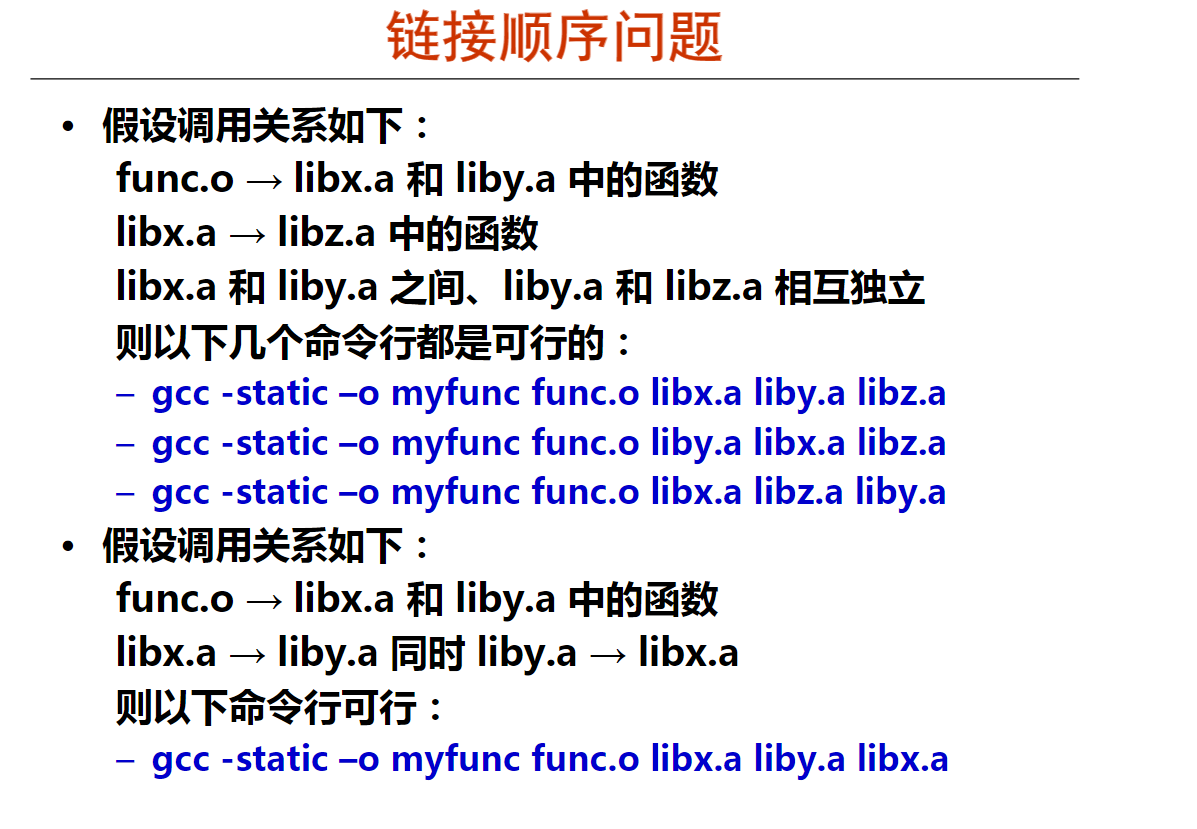 链接顺序问题
• 假设调用关系如下：
func.o → libx.a 和 liby.a 中的函数
libx.a → libz.a 中的函数
libx.a 和 liby.a 之间、liby.a 和 libz.a 相互独立
则以下几个命令行都是可行的：
– gcc -static –o myfunc func.o libx.a liby.a libz.a
– gcc -static –o myfunc func.o liby.a libx.a libz.a
– gcc -static –o myfunc func.o libx.a libz.a liby.a
• 假设调用关系如下：
func.o → libx.a 和 liby.a 中的函数
libx.a → liby.a 同时 liby.a → libx.a
则以下命令行可行：
– gcc -static –o myfunc func.o libx.a liby.a libx.a